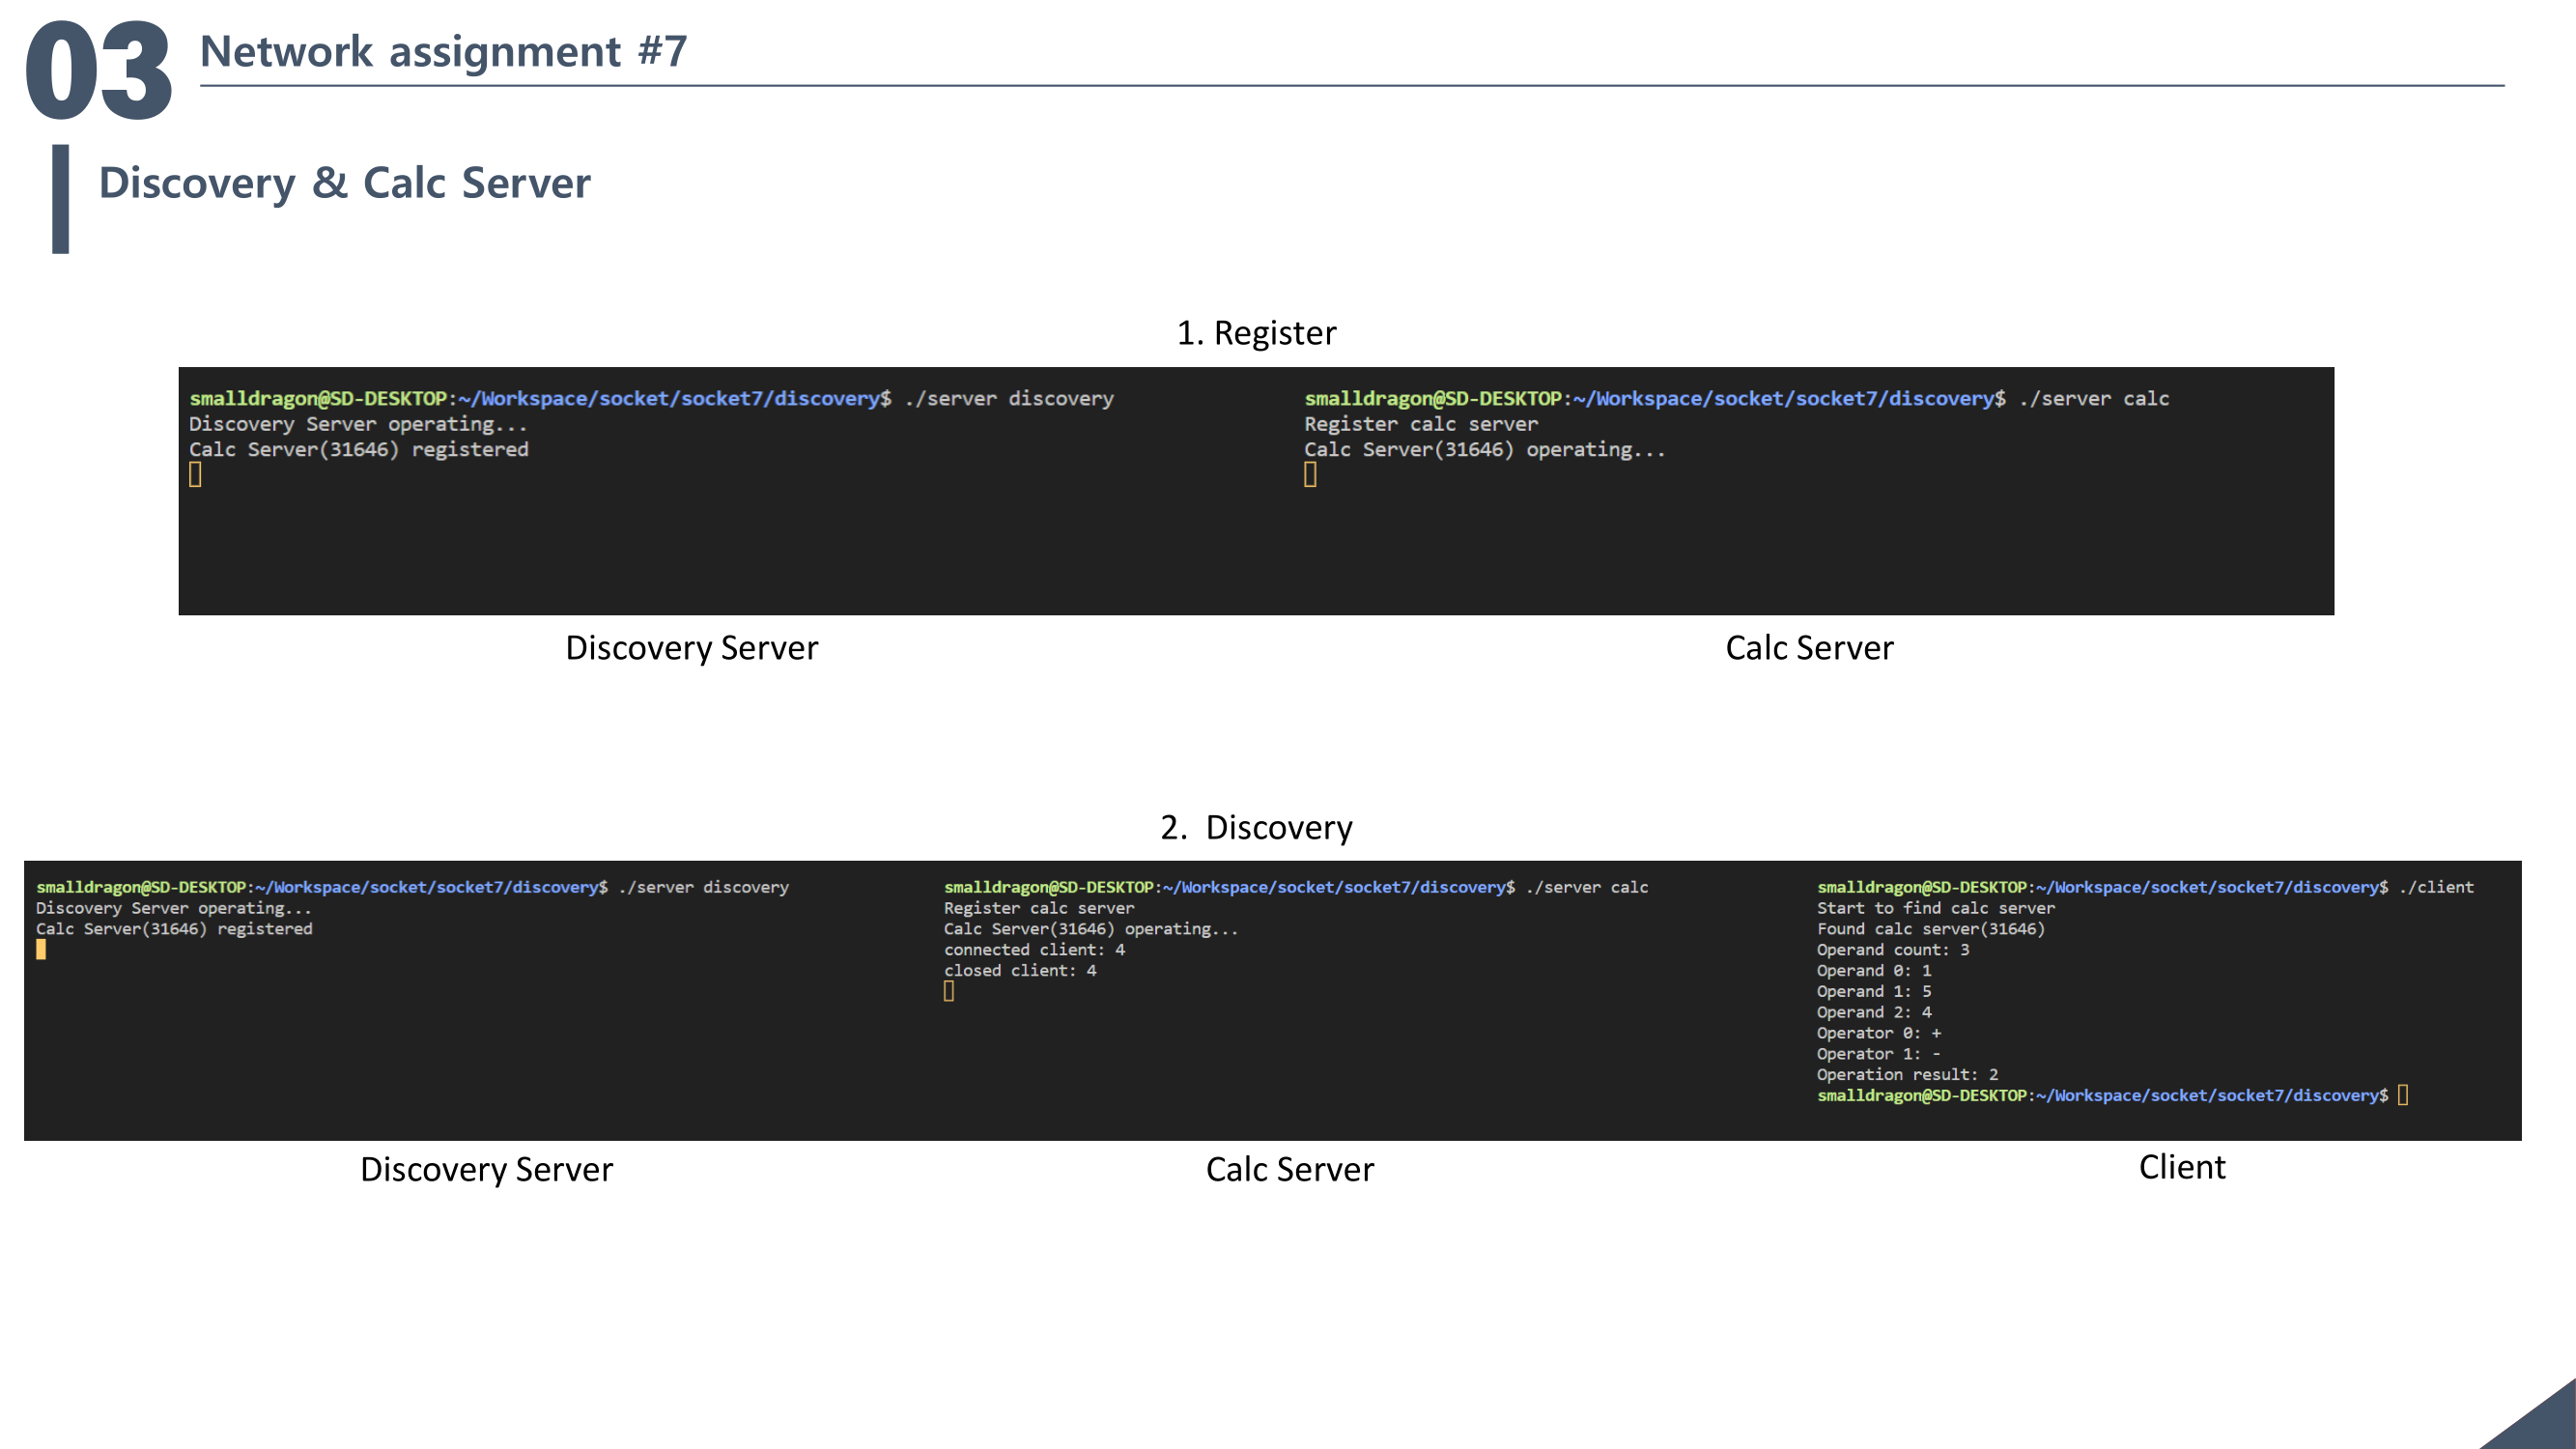 03
Network assignment #7
Discovery & Calc Server
1. Register
smalldragon@SD-DESKTOP:~/Workspace/socket/socket7/discovery$ ./server discovery
Discovery Server operating...
Calc Server(31646) registered
smalldragon@SD-DESKTOP:~/Workspace/socket/socket7/discovery$ ./server calc
Register calc server
Calc Server(31646) operating...
Discovery Server
Calc Server
2. Discovery
smalldragon@SD-DESKTOP:~/Workspace/socket/socket7/discovery$ ./server discovery
Discovery Server operating...
Calc Server(31646) registered
smalldragon@SD-DESKTOP:~/Workspace/socket/socket7/discovery$ ./server calc
Register calc server
Calc Server(31646) operating...
connected client: 4
closed client: 4
smalldragon@SD-DESKTOP:~/Workspace/socket/socket7/discovery$ ./client
Start to find calc server
Found calc server(31646)
Operand count: 3
Operand 0: 1
Operand 1: 5
Operand 2: 4
Operator 0: +
Operator 1: -
Operation result: 2
smalldragon@SD-DESKTOP:~/Workspace/socket/socket7/discovery$
Discovery Server
Calc Server
Client